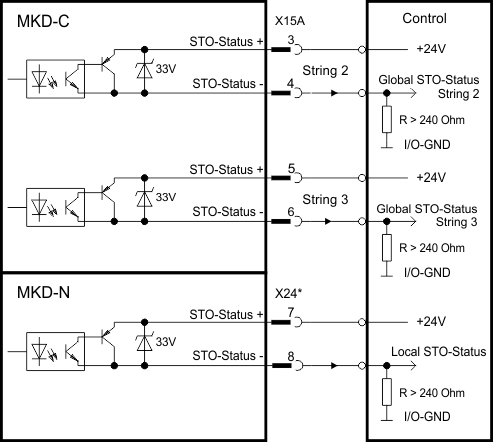 MKD-C
X15A
Control
STO-Status +
3
+24V
33V
String 2
Global STO-Status
String 2
STO-Status -
4
R > 240 Ohm
I/O-GND
STO-Status +
5
+24V
33V
String 3
Global STO-Status
String 3
STO-Status -
6
R > 240 Ohm
I/O-GND
MKD-N
X24*
STO-Status +
7
+24V
33V
STO-Status -
8
Local STO-Status
R > 240 Ohm
I/O-GND